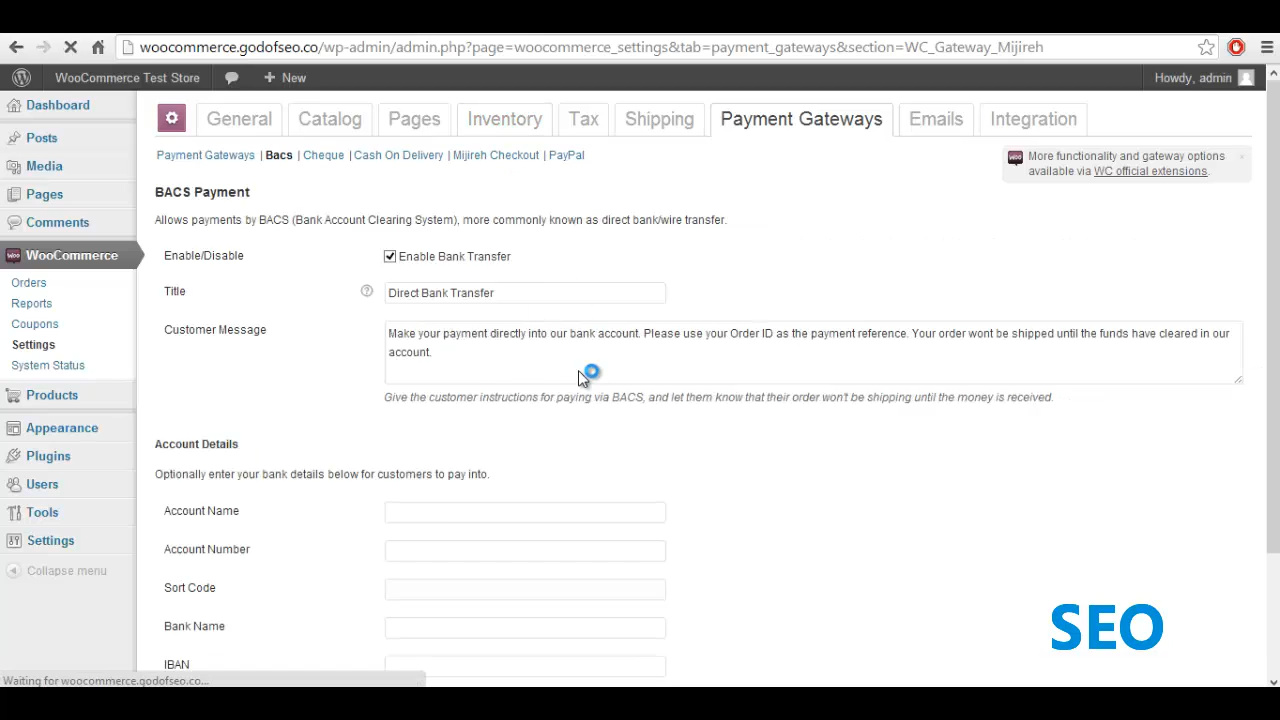 woocommerce.godofseo.co/wp-admin/admin.php?page=woocommerce_settings&tab=payment_gateways&section=WC_Gateway_Mijireh
WooCommerce Test Store
New
Howdy, admin
Dashboard
Posts
Media
Pages
Comments
WooCommerce
Orders
Reports
Coupons
Settings
System Status
Products
Appearance
Plugins
Users
Tools
Settings
Collapse menu
General
Catalog
Pages
Inventory
Tax
Shipping
Payment Gateways
Emails
Integration
Payment Gateways | Bacs | Cheque | Cash On Delivery | Mijireh Checkout | PayPal
More functionality and gateway options
available via WC official extensions.
BACS Payment
Allows payments by BACS (Bank Account Clearing System), more commonly known as direct bank/wire transfer.
Enable/Disable
Enable Bank Transfer
Title
Direct Bank Transfer
Customer Message
Make your payment directly into our bank account. Please use your Order ID as the payment reference. Your order wont be shipped until the funds have cleared in our
account.
Give the customer instructions for paying via BACS, and let them know that their order won't be shipping until the money is received.
Account Details
Optionally enter your bank details below for customers to pay into.
Account Name
Account Number
Sort Code
Bank Name
IBAN
SEO
Waiting for woocommerce.godofseo.co...